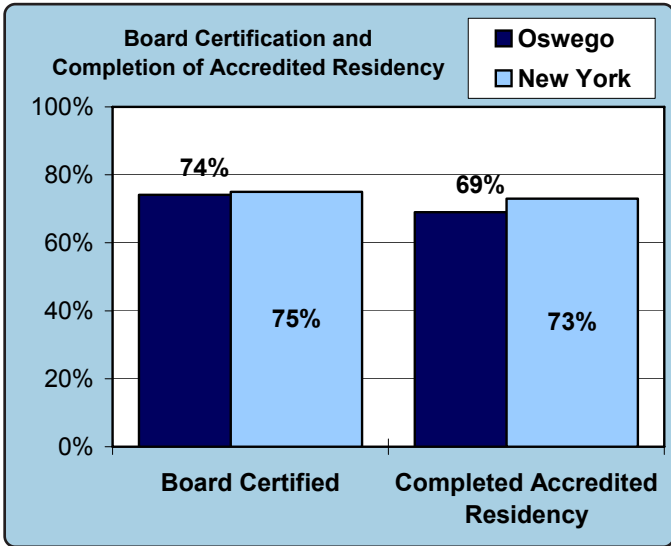 Board Certification and
Completion of Accredited Residency
Oswego
New York
100%
80%
60%
40%
20%
0%
74%
75%
69%
73%
Board Certified
Completed Accredited
Residency